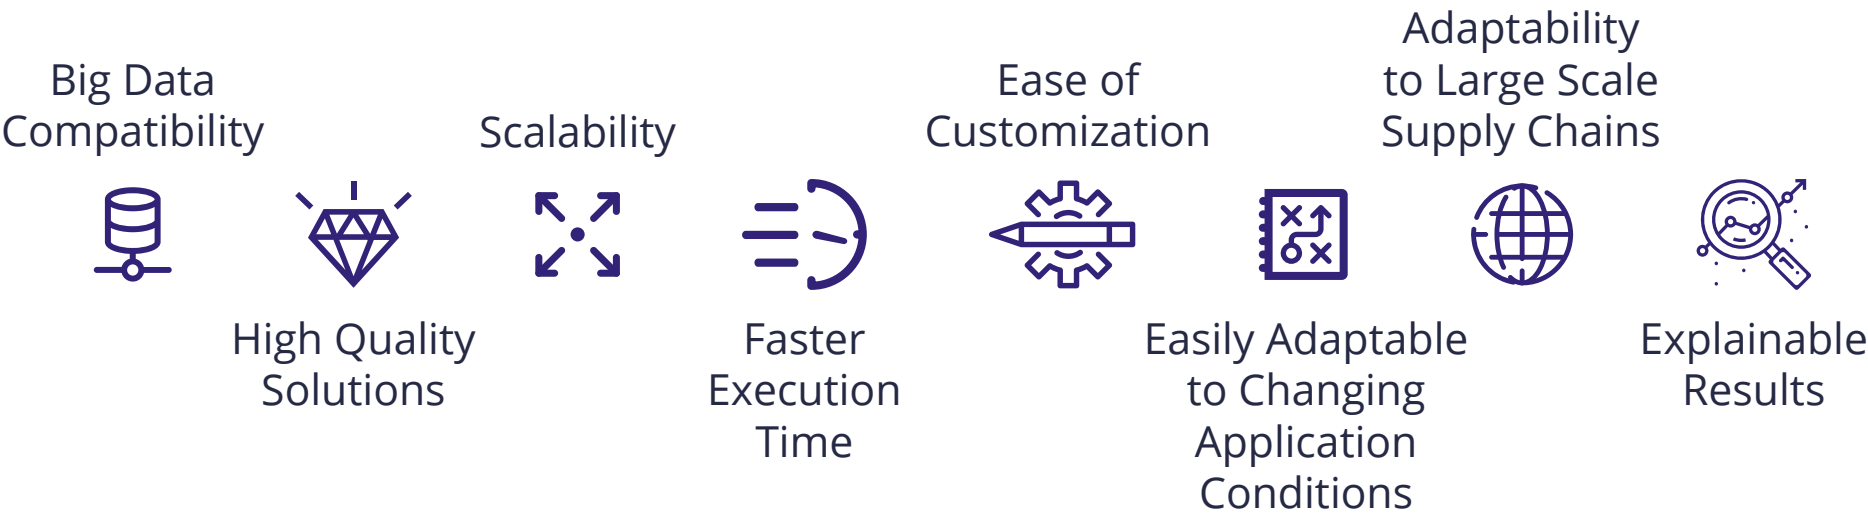 Big Data
Compatibility
High Quality
Solutions
Scalability
Faster
Execution
Time
Ease of
Customization
Easily Adaptable
to Changing
Application
Conditions
Adaptability
to Large Scale
Supply Chains
Explainable
Results